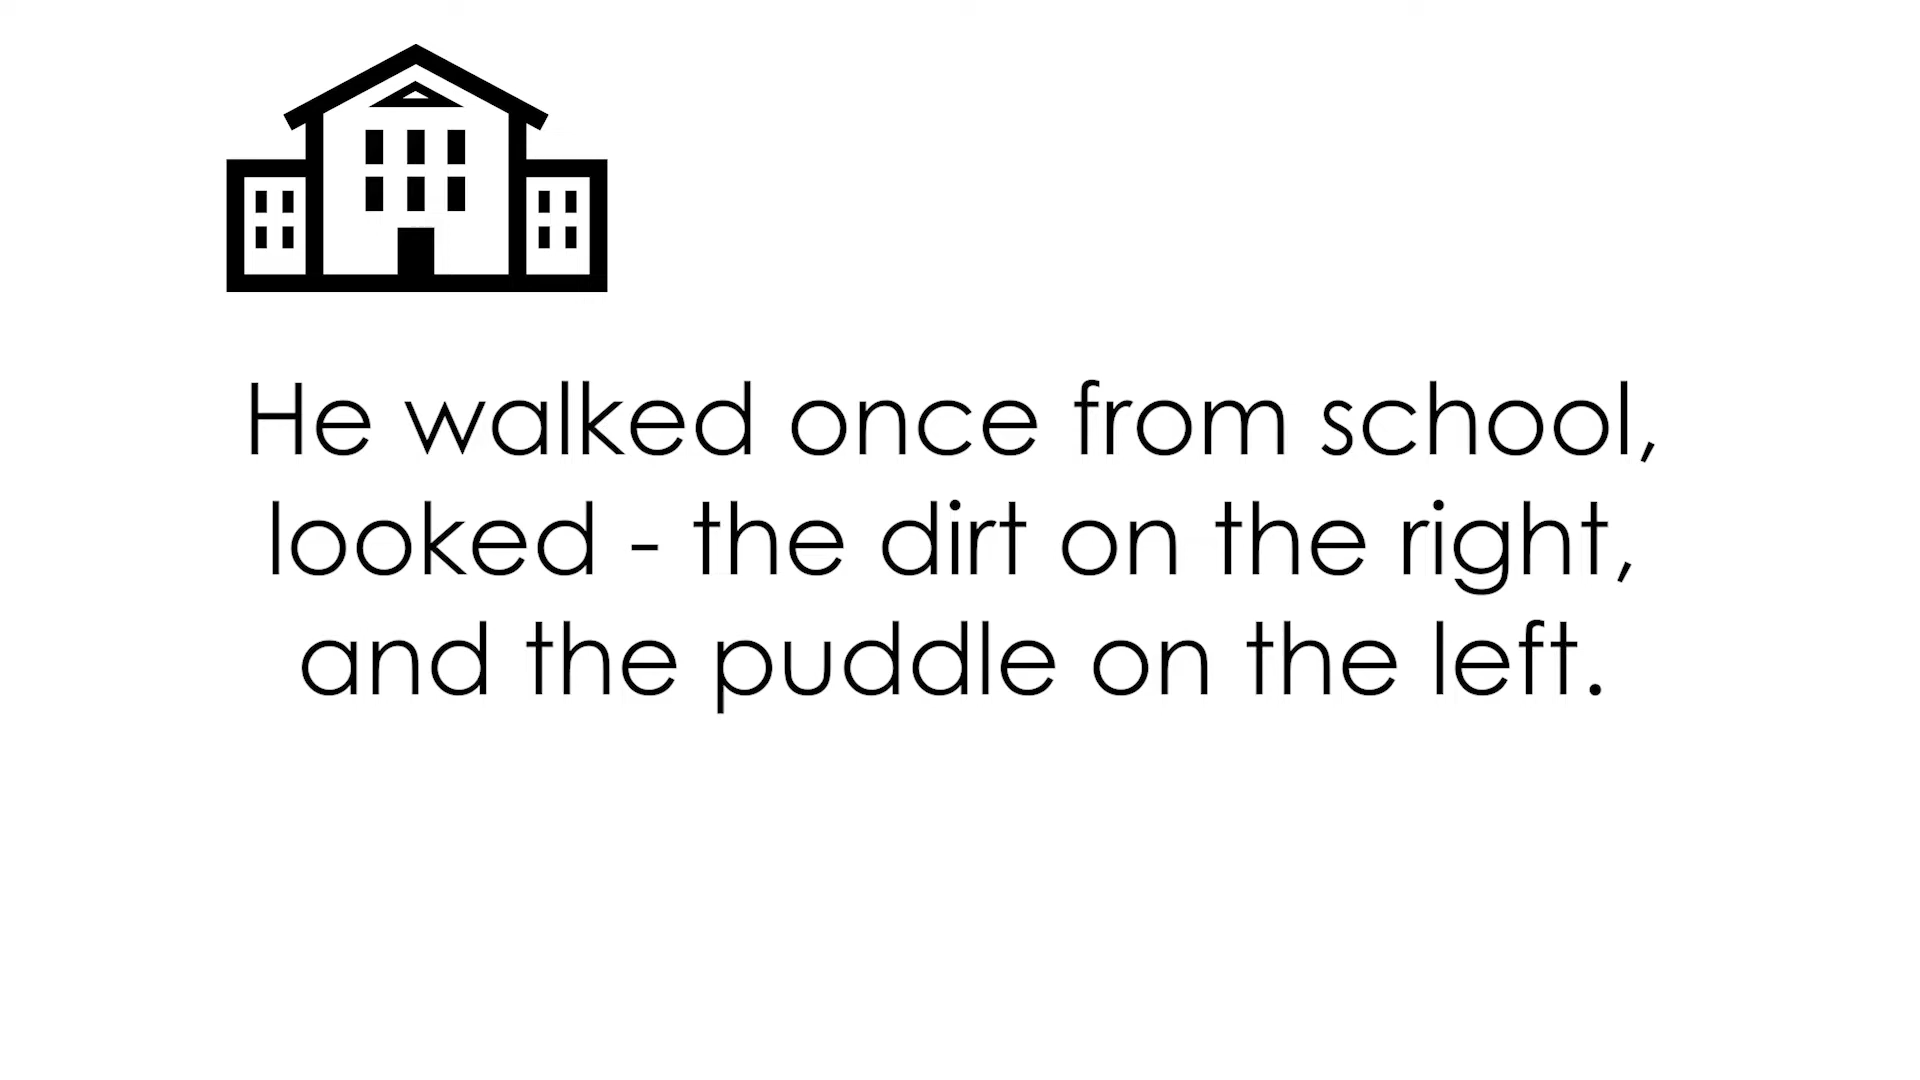 He walked once from school,
looked - the dirt on the right,
and the puddle on the left.